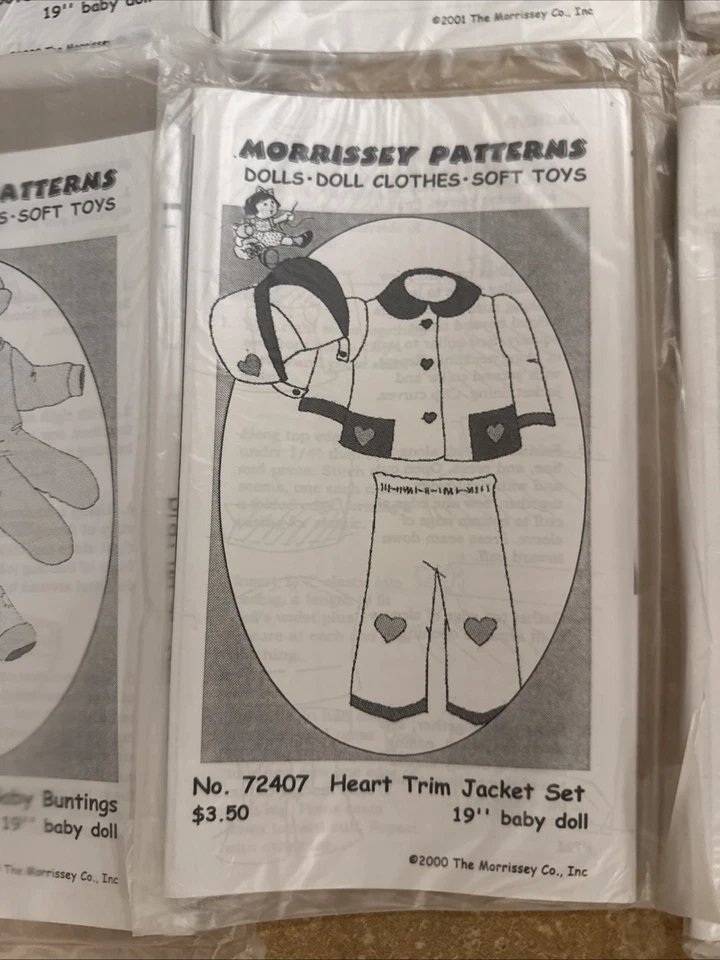 19'' baby doll
©2001 The Morrissey Co., Inc
MORRISSEY PATTERNS
DOLLS·DOLL CLOTHES·SOFT TOYS
No. 72407 Heart Trim Jacket Set
$3.50 19'' baby doll
©2000 The Morrissey Co., Inc
ATTERNS
S·SOFT TOYS
Baby Buntings
19'' baby doll
The Morrissey Co., Inc